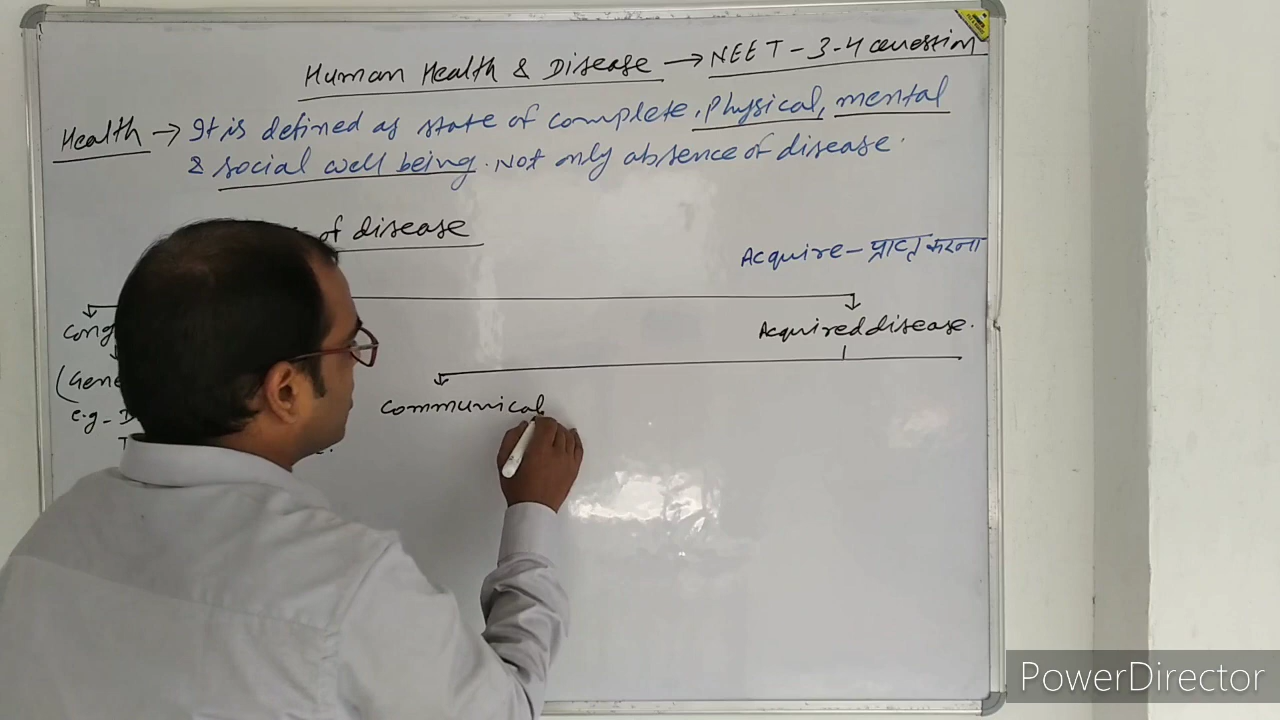 Human Health & Disease → NEET - 3-4 question
Health → It is defined as state of complete, physical, mental
& social well being. Not only absence of disease.
of disease
Acquire - प्राप्त करना
Acquired disease.
communical
e.g -
PowerDirector